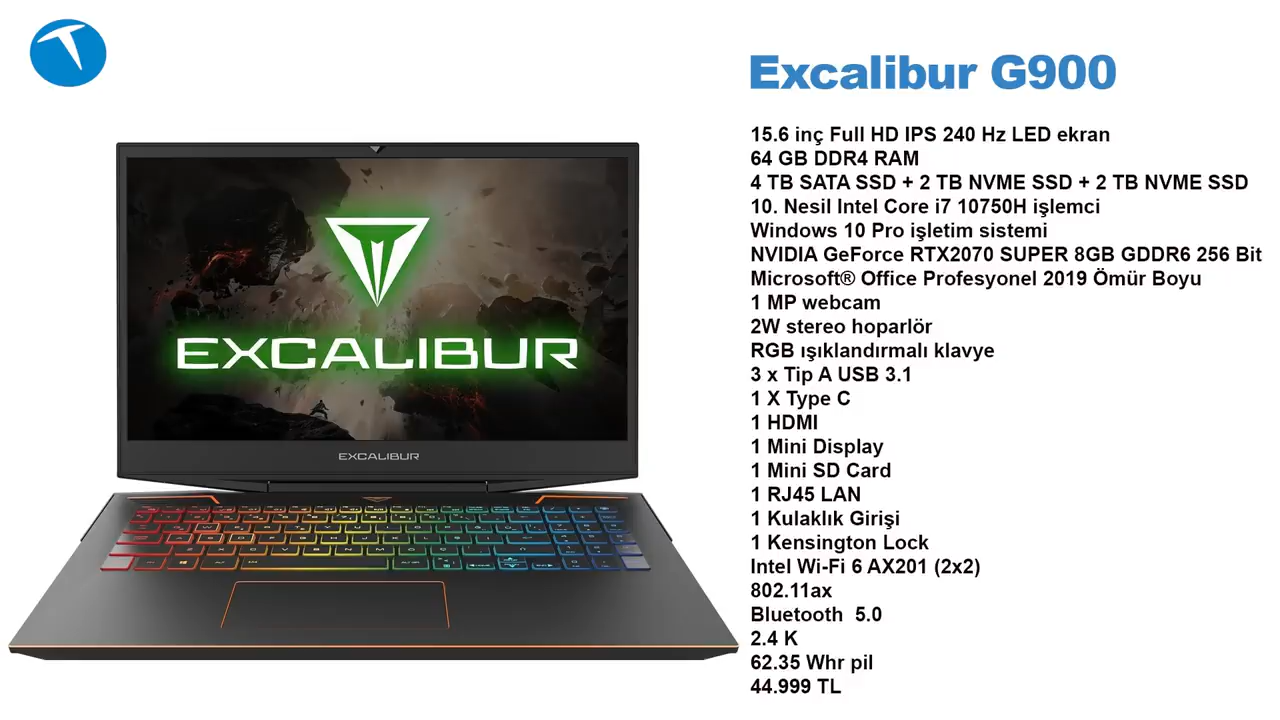 Excalibur G900
15.6 inç Full HD IPS 240 Hz LED ekran
64 GB DDR4 RAM
4 TB SATA SSD + 2 TB NVME SSD + 2 TB NVME SSD
10. Nesil Intel Core i7 10750H işlemci
Windows 10 Pro işletim sistemi
NVIDIA GeForce RTX2070 SUPER 8GB GDDR6 256 Bit
Microsoft® Office Profesyonel 2019 Ömür Boyu
1 MP webcam
2W stereo hoparlör
RGB ışıklandırmalı klavye
3 x Tip A USB 3.1
1 X Type C
1 HDMI
1 Mini Display
1 Mini SD Card
1 RJ45 LAN
1 Kulaklık Girişi
1 Kensington Lock
Intel Wi-Fi 6 AX201 (2x2)
802.11ax
Bluetooth  5.0
2.4 K
62.35 Whr pil
44.999 TL
EXCALIBUR
EXCALIBUR